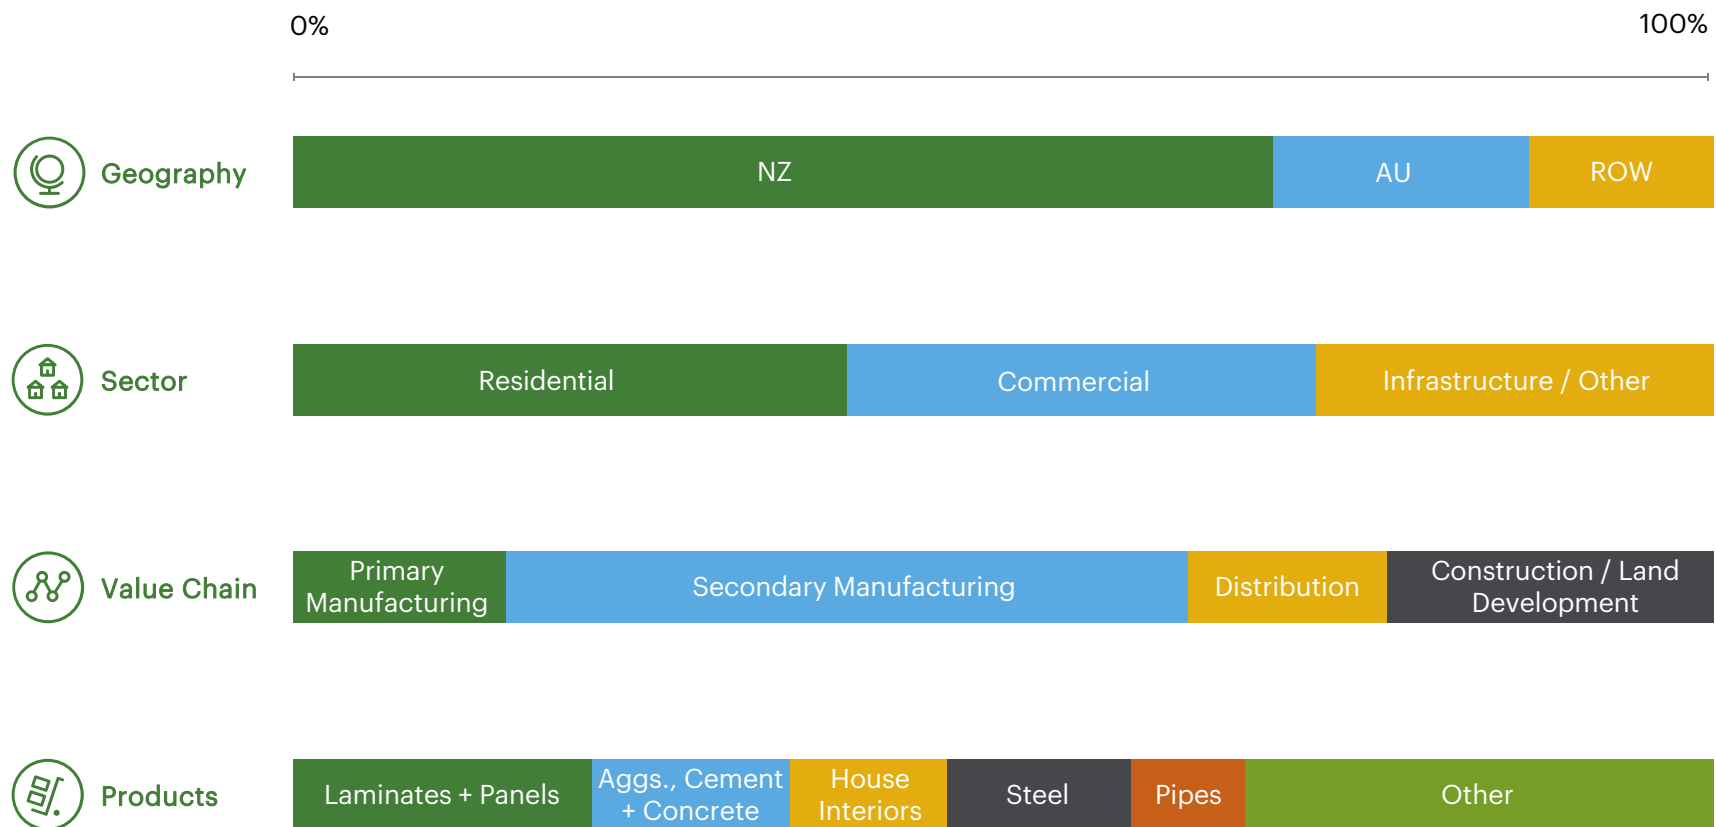 0%
100%
Geography
NZ
AU
ROW
Sector
Residential
Commercial
Infrastructure / Other
Value Chain
Primary
Manufacturing
Secondary Manufacturing
Distribution
Construction / Land
Development
Products
Laminates + Panels
Aggs., Cement
+ Concrete
House
Interiors
Steel
Pipes
Other